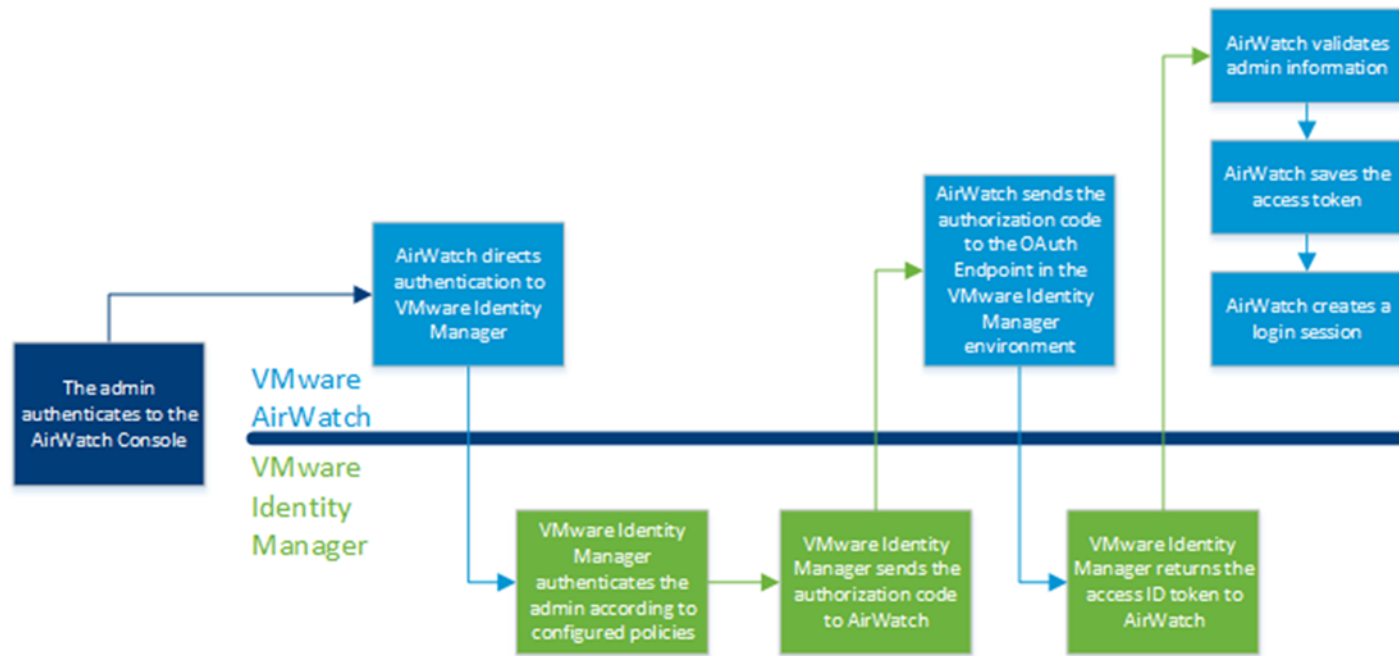 The admin
authenticates to the
AirWatch Console
AirWatch directs
authentication to
VMware Identity
Manager
VMware
AirWatch
VMware
Identity
Manager
VMware Identity
Manager
authenticates the
admin according to
configured policies
VMware Identity
Manager sends the
authorization code
to AirWatch
AirWatch sends the
authorization code
to the OAuth
Endpoint in the
VMware Identity
Manager
environment
VMware Identity
Manager returns the
access ID token to
AirWatch
AirWatch validates
admin information
AirWatch saves the
access token
AirWatch creates a
login session